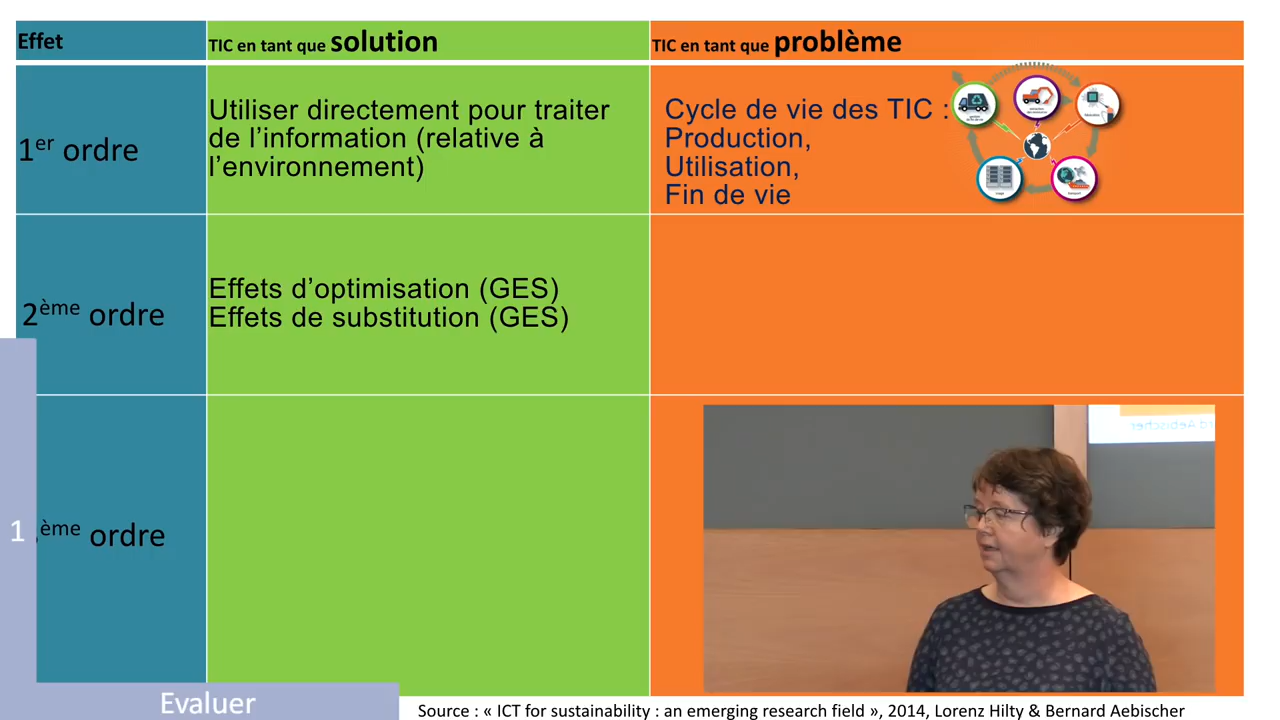 Effet
TIC en tant que solution
TIC en tant que problème
1er ordre
Utiliser directement pour traiter
de l’information (relative à
l’environnement)
Cycle de vie des TIC :
Production,
Utilisation,
Fin de vie
2ème ordre
Effets d’optimisation (GES)
Effets de substitution (GES)
1
ème ordre
rd Aebischer
Evaluer
Source : « ICT for sustainability : an emerging research field », 2014, Lorenz Hilty & Bernard Aebischer